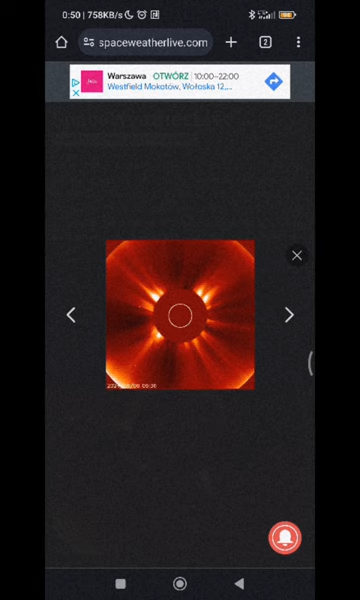 0:50 | 758KB/s
spaceweatherlive.com
2
Warszawa OTWÓRZ 10:00–22:00
Westfield Mokotów, Wołoska 12,...